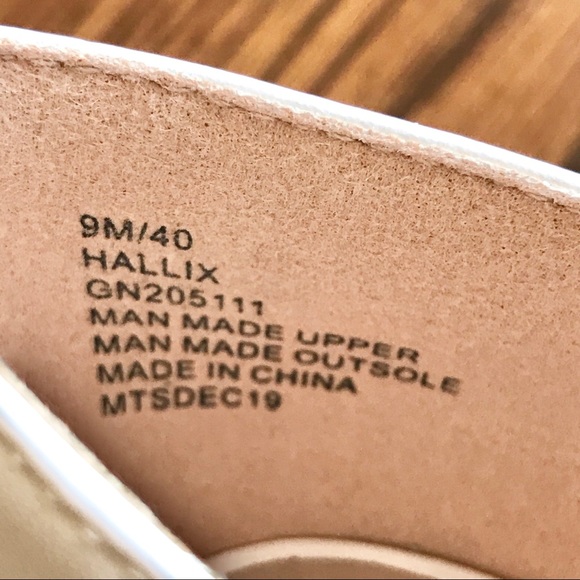 9M/40
HALLIX
GN205111
MAN MADE UPPER
MAN MADE OUTSOLE
MADE IN CHINA
MTSDEC19